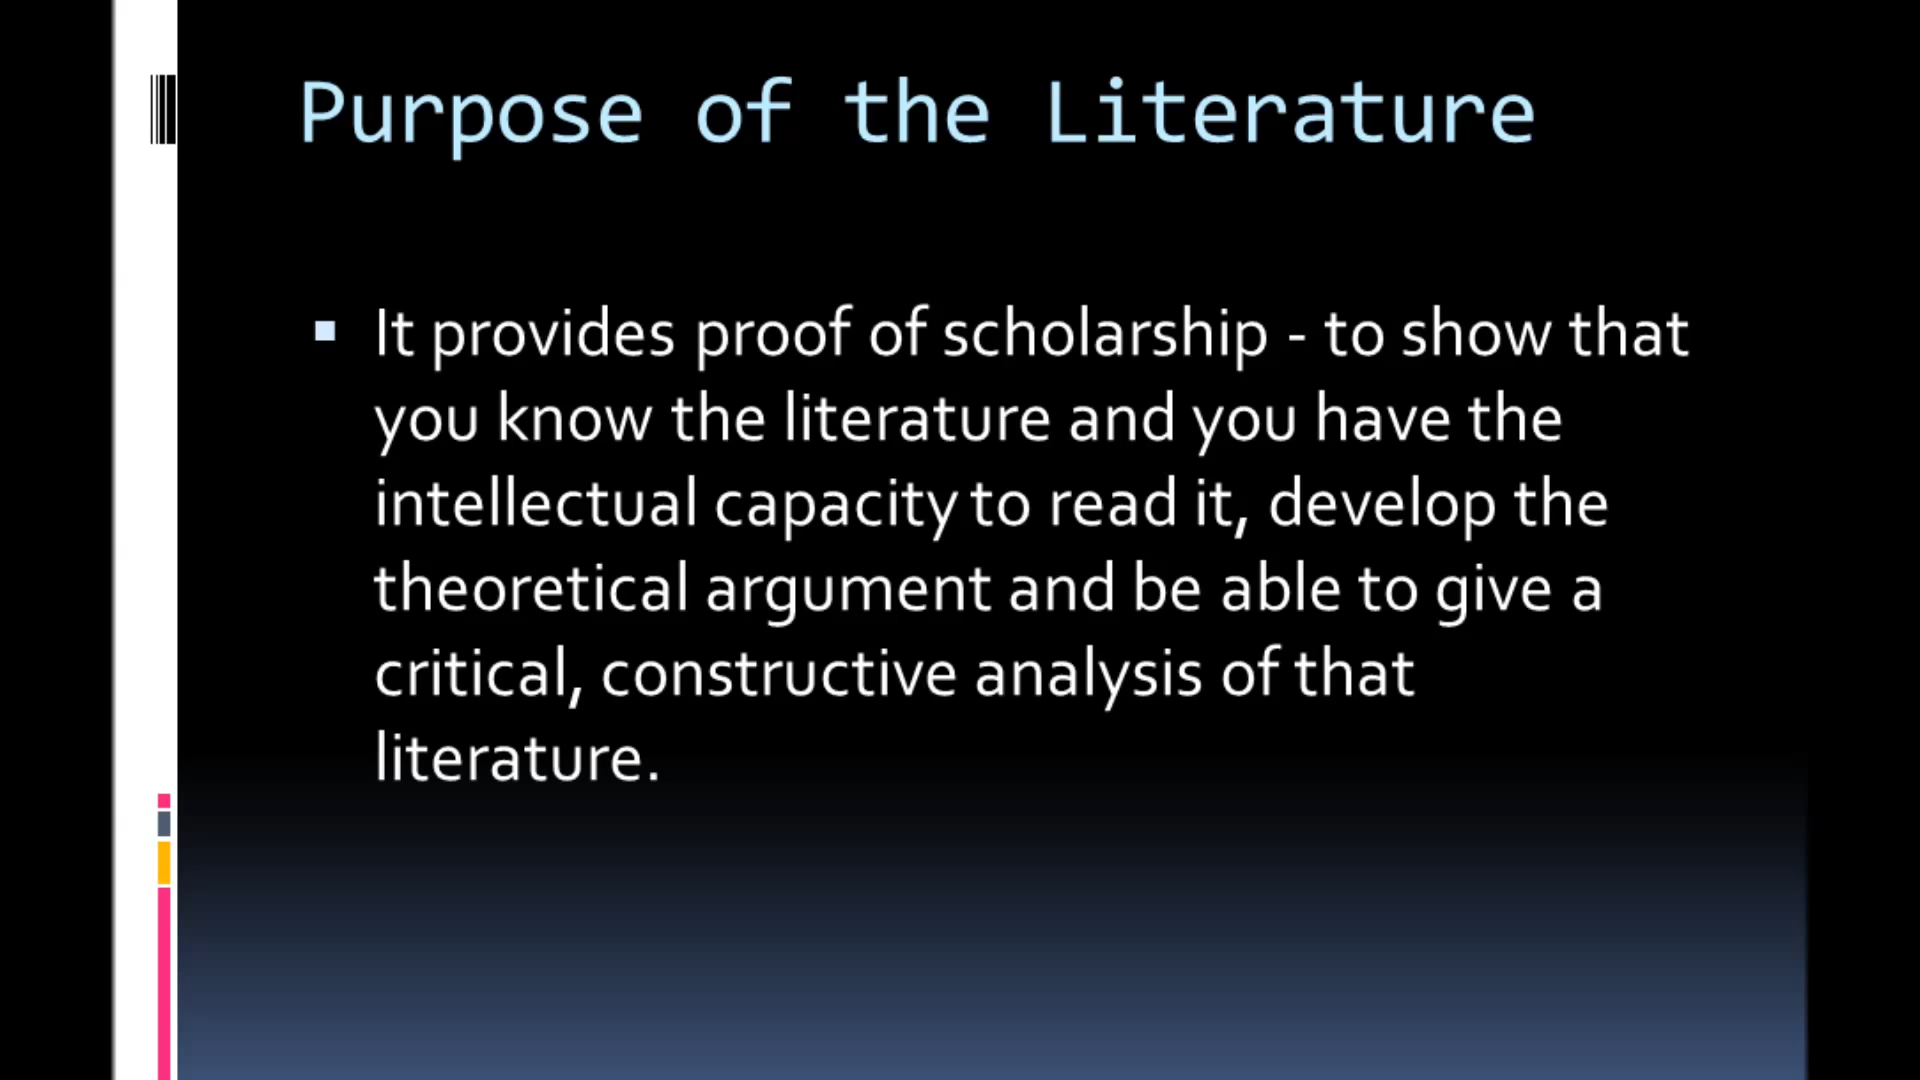 Purpose of the Literature
It provides proof of scholarship - to show that
you know the literature and you have the
intellectual capacity to read it, develop the
theoretical argument and be able to give a
critical, constructive analysis of that
literature.